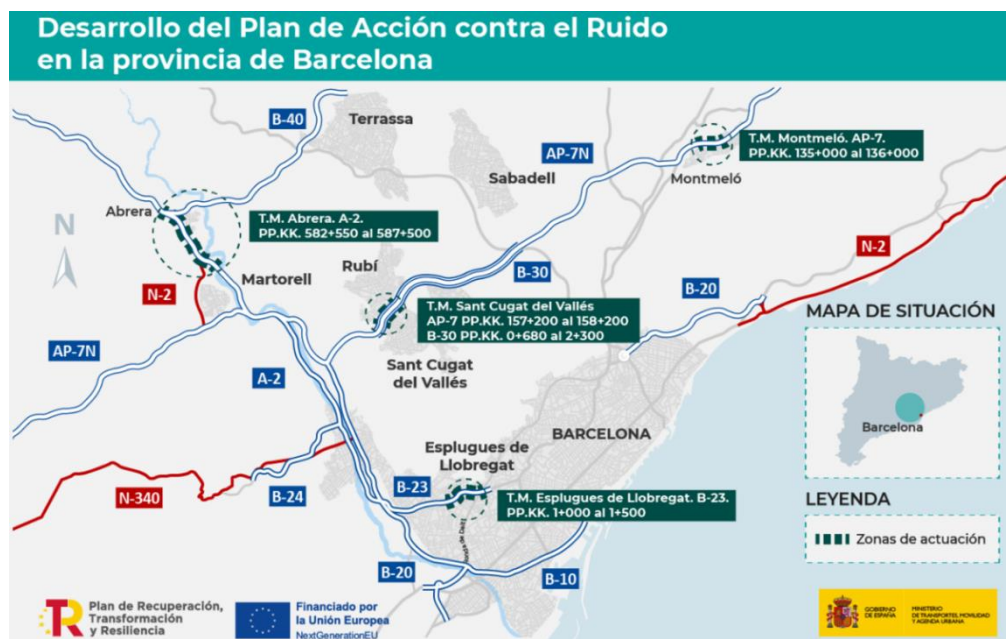 Desarrollo del Plan de Acción contra el Ruido
en la provincia de Barcelona
B-40
Terrassa
AP-7N
T.M. Montmeló. AP-7.
PP.KK. 135+000 al 136+000
Sabadell
Montmeló
Abrera
N
T.M. Abrera. A-2.
PP.KK. 582+550 al 587+500
N-2
Rubí
Martorell
B-30
N-2
B-20
T.M. Sant Cugat del Vallés
AP-7 PP.KK. 157+200 al 158+200
B-30 PP.KK. 0+680 al 2+300
MAPA DE SITUACIÓN
AP-7N
Sant Cugat
del Vallés
A-2
Barcelona
BARCELONA
Esplugues de
Llobregat
N-340
B-24
B-23
T.M. Esplugues de Llobregat. B-23.
PP.KK. 1+000 al 1+500
LEYENDA
Zonas de actuación
B-20
B-10
Plan de Recuperación,
Transformación
y Resiliencia
Financiado por
la Unión Europea
NextGenerationEU
GOBIERNO
DE ESPAÑA
MINISTERIO
DE TRANSPORTES, MOVILIDAD
Y AGENDA URBANA